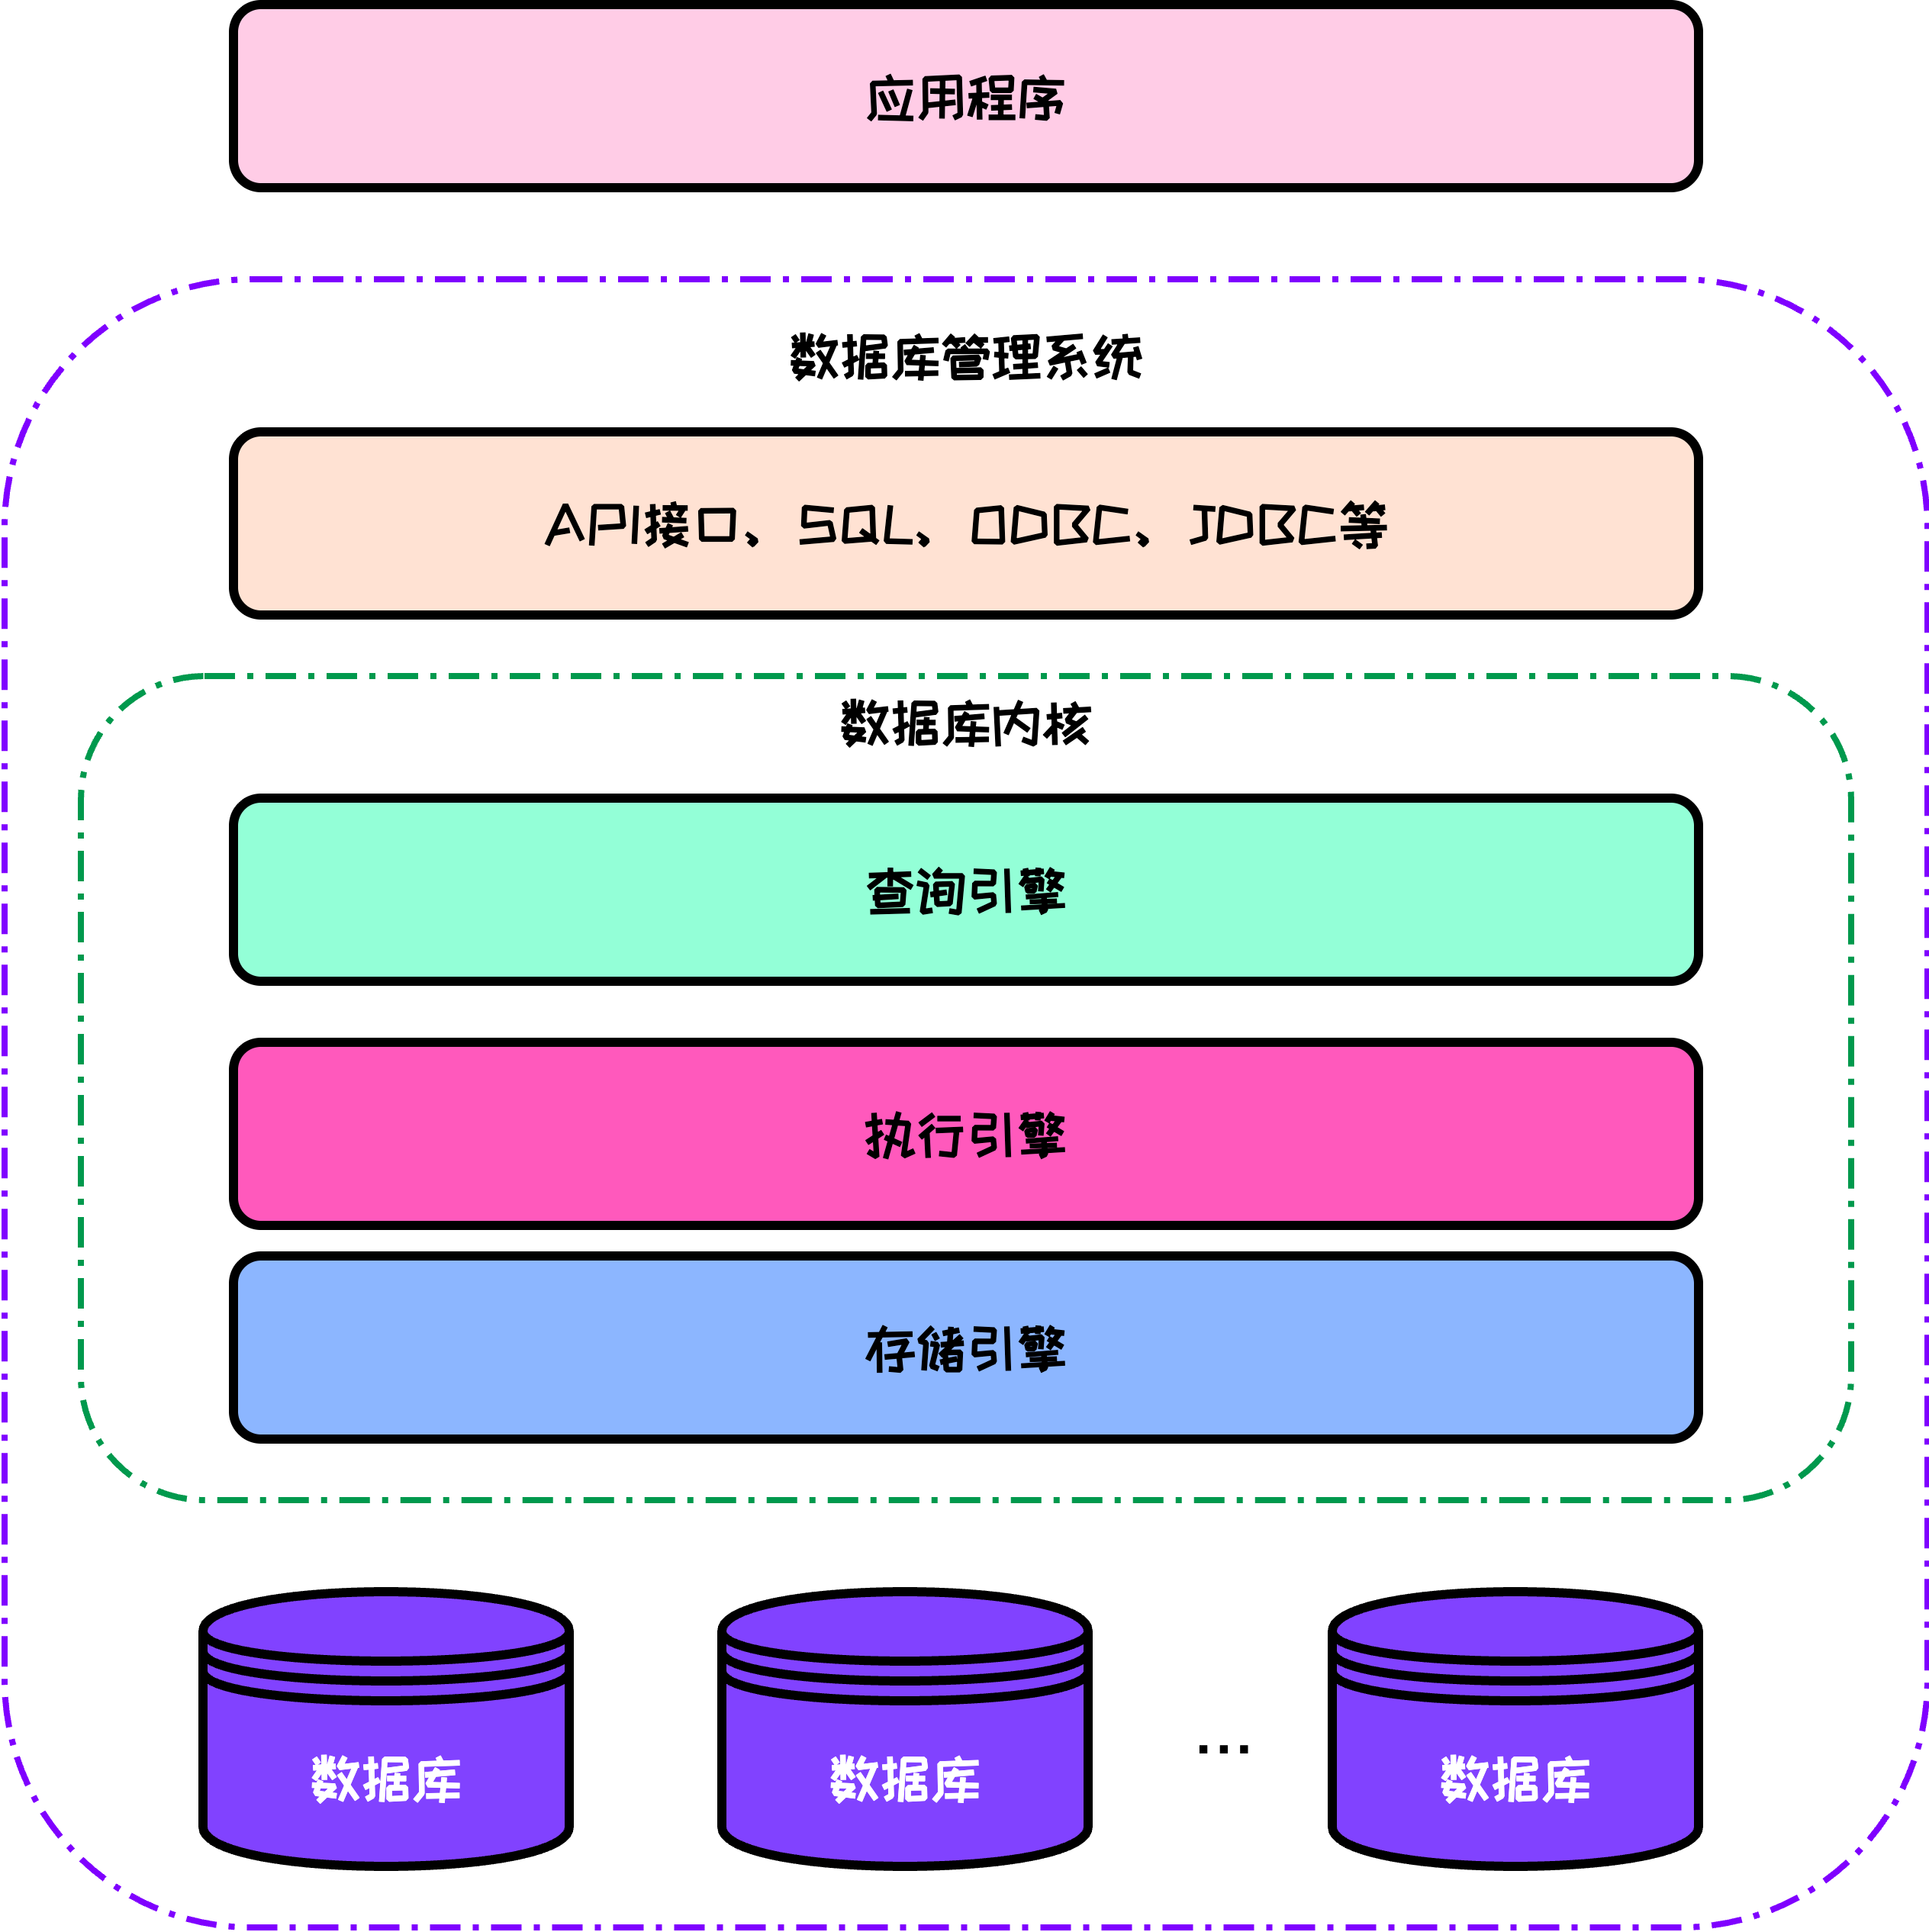 应用程序
数据库管理系统
API接口、SQL、ODBC、JDBC等
数据库内核
查询引擎
执行引擎
存储引擎
数据库
数据库
...
数据库